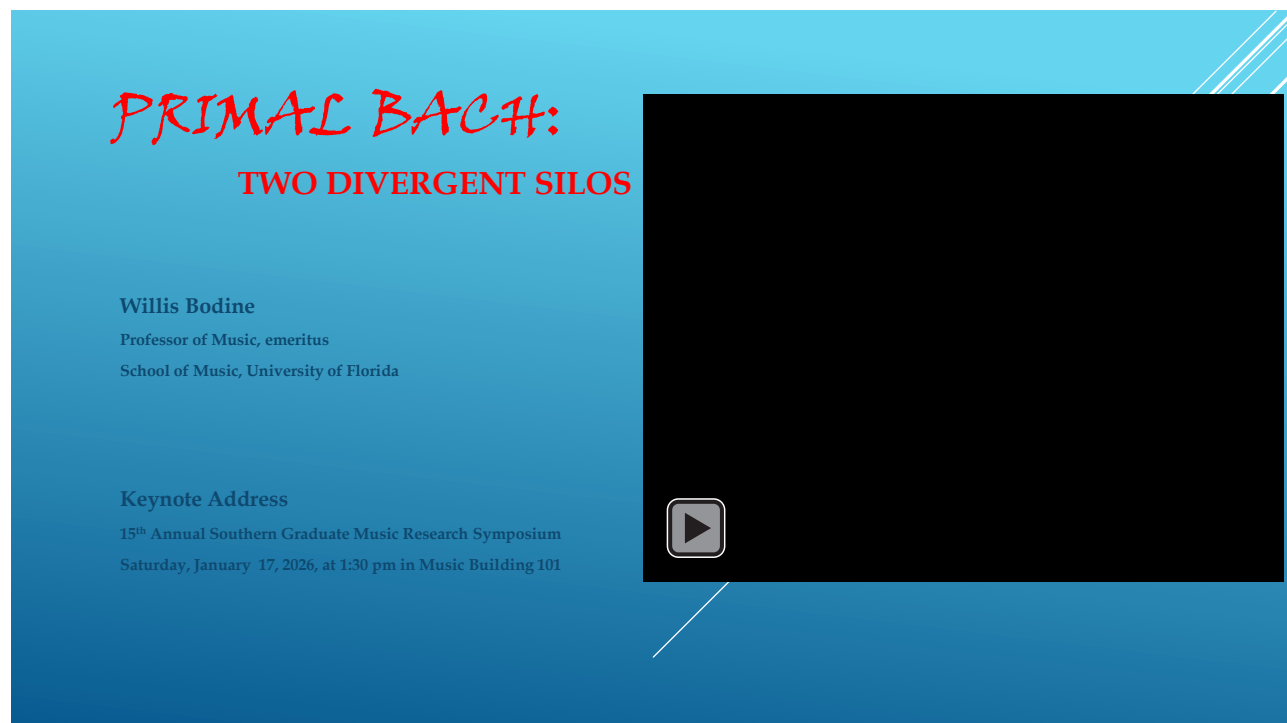 PRIMAL BACH:
TWO DIVERGENT SILOS
Willis Bodine
Professor of Music, emeritus
School of Music, University of Florida
Keynote Address
15th Annual Southern Graduate Music Research Symposium
Saturday, January  17, 2026, at 1:30 pm in Music Building 101